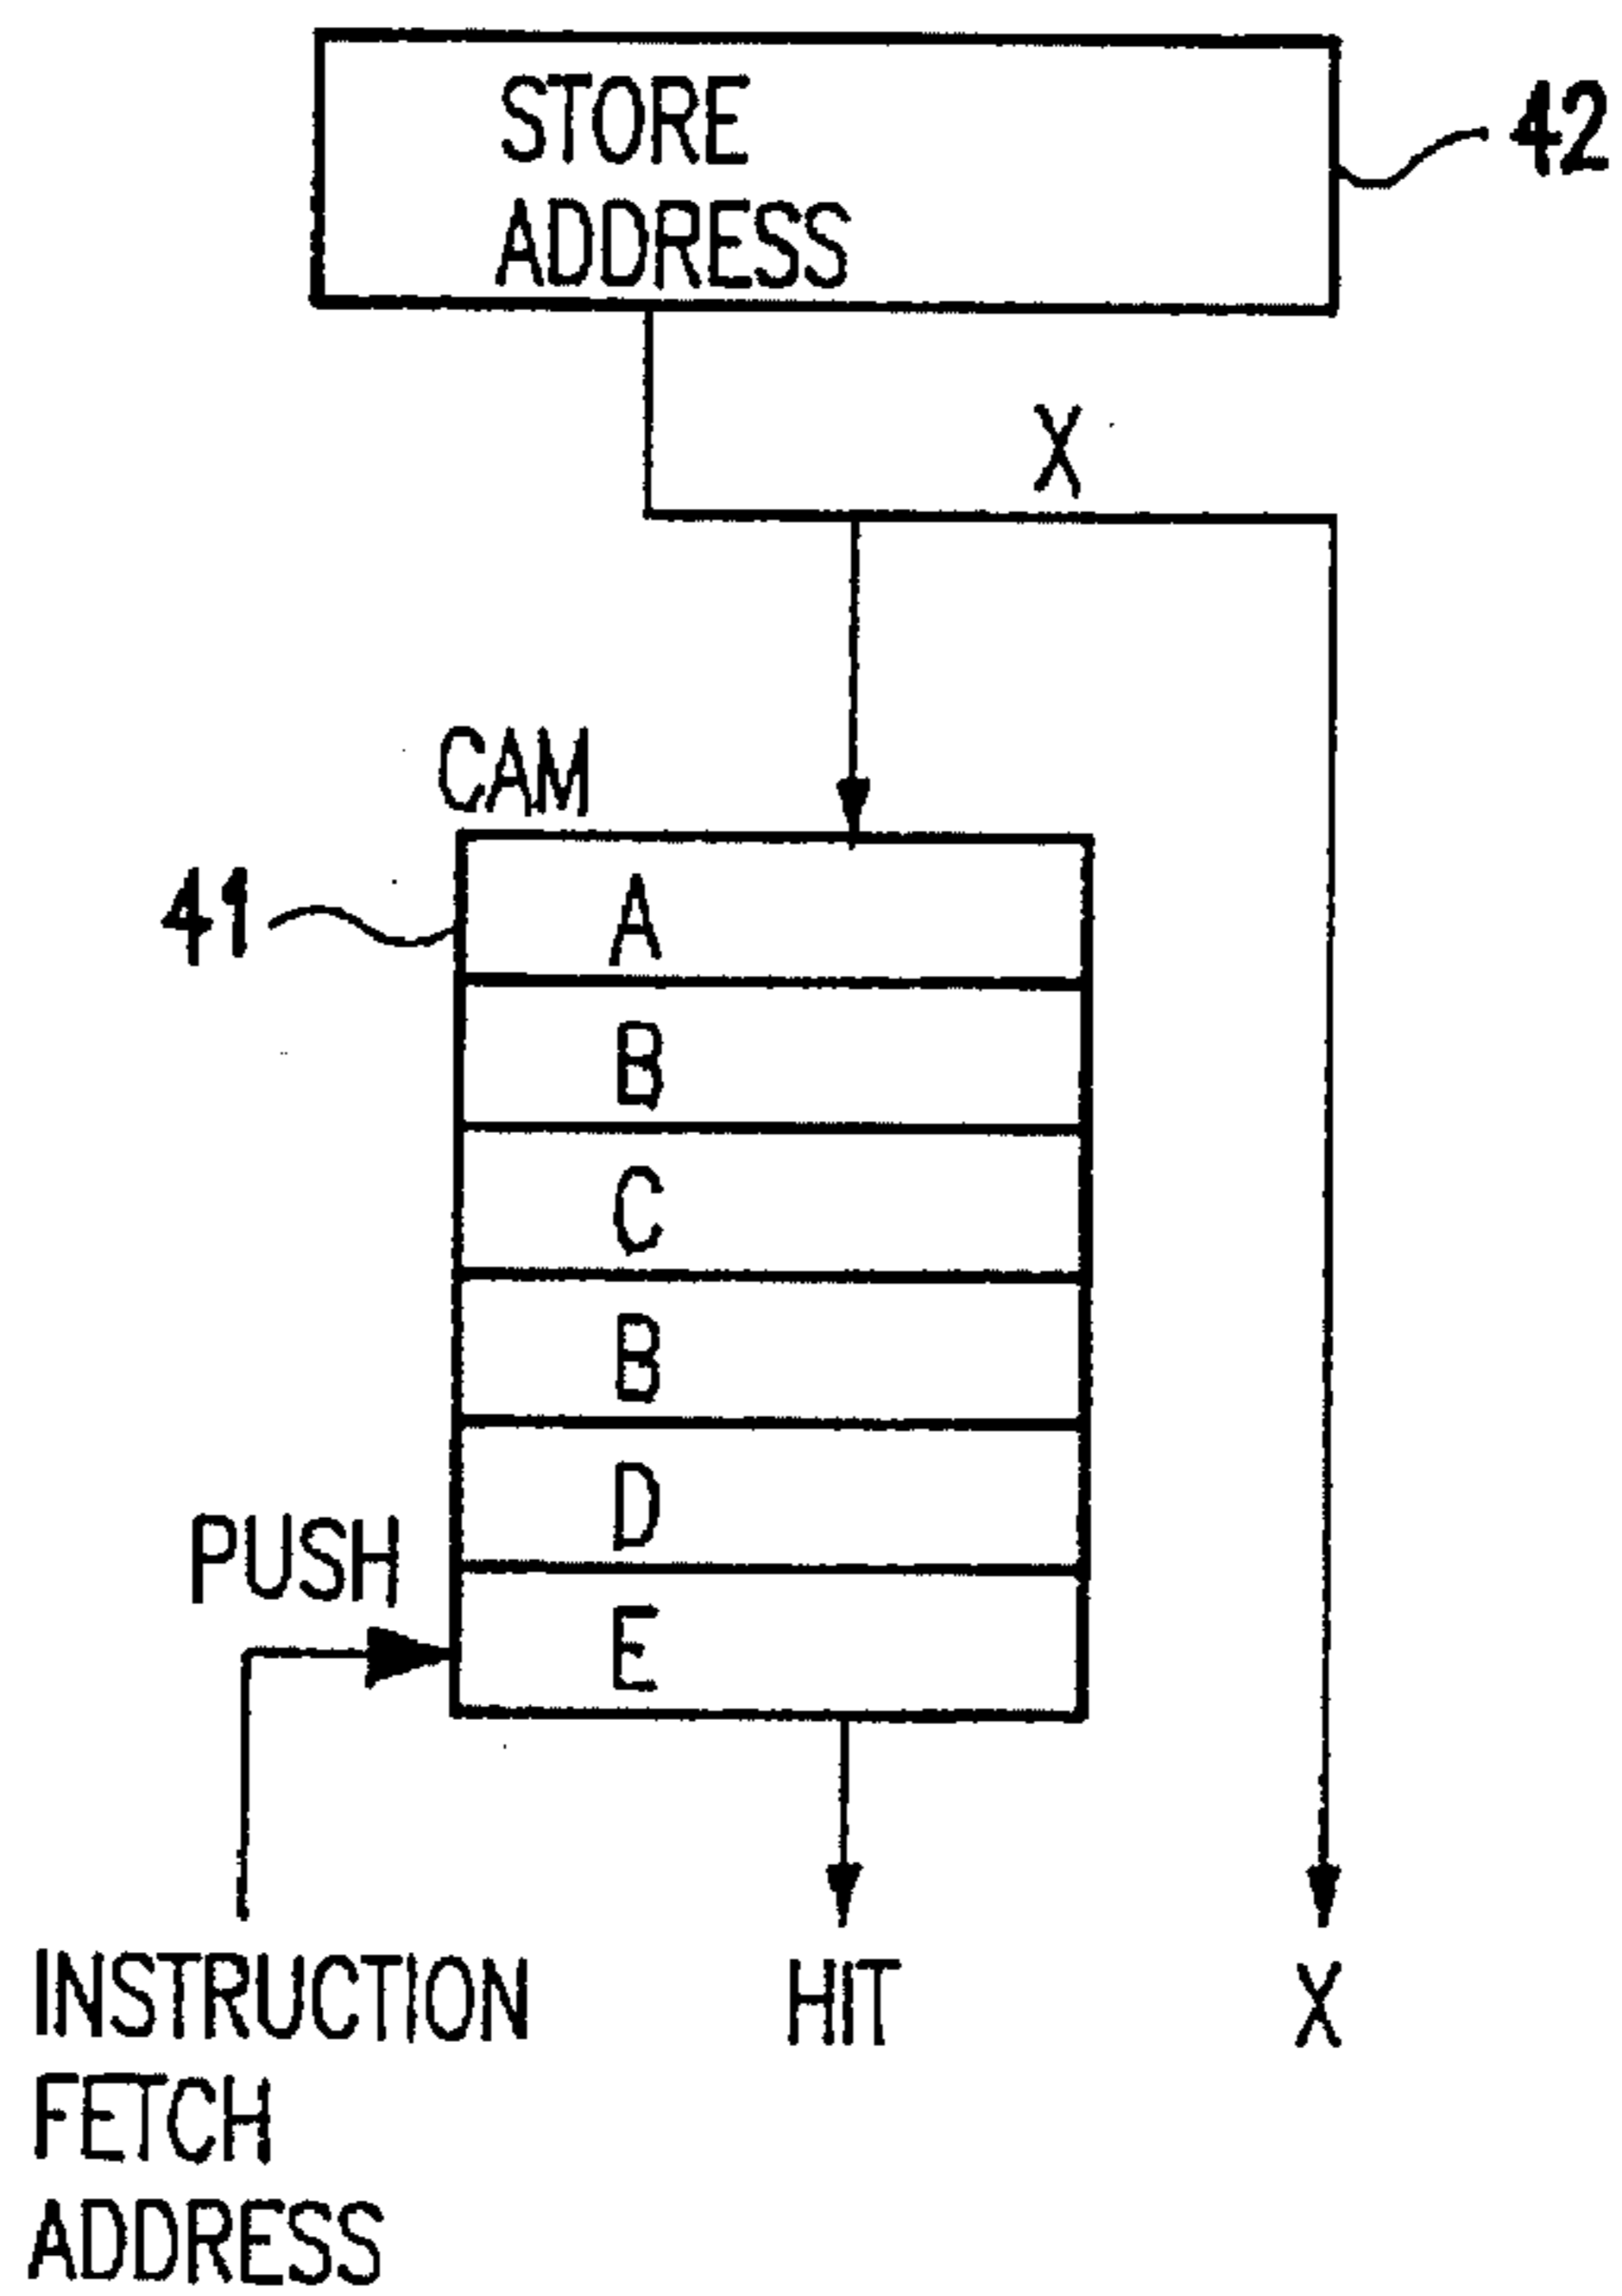 STORE
ADDRESS
42
X
CAM
41
A
B
C
B
D
PUSH
E
INSTRUCTION
FETCH
ADDRESS
HIT
X